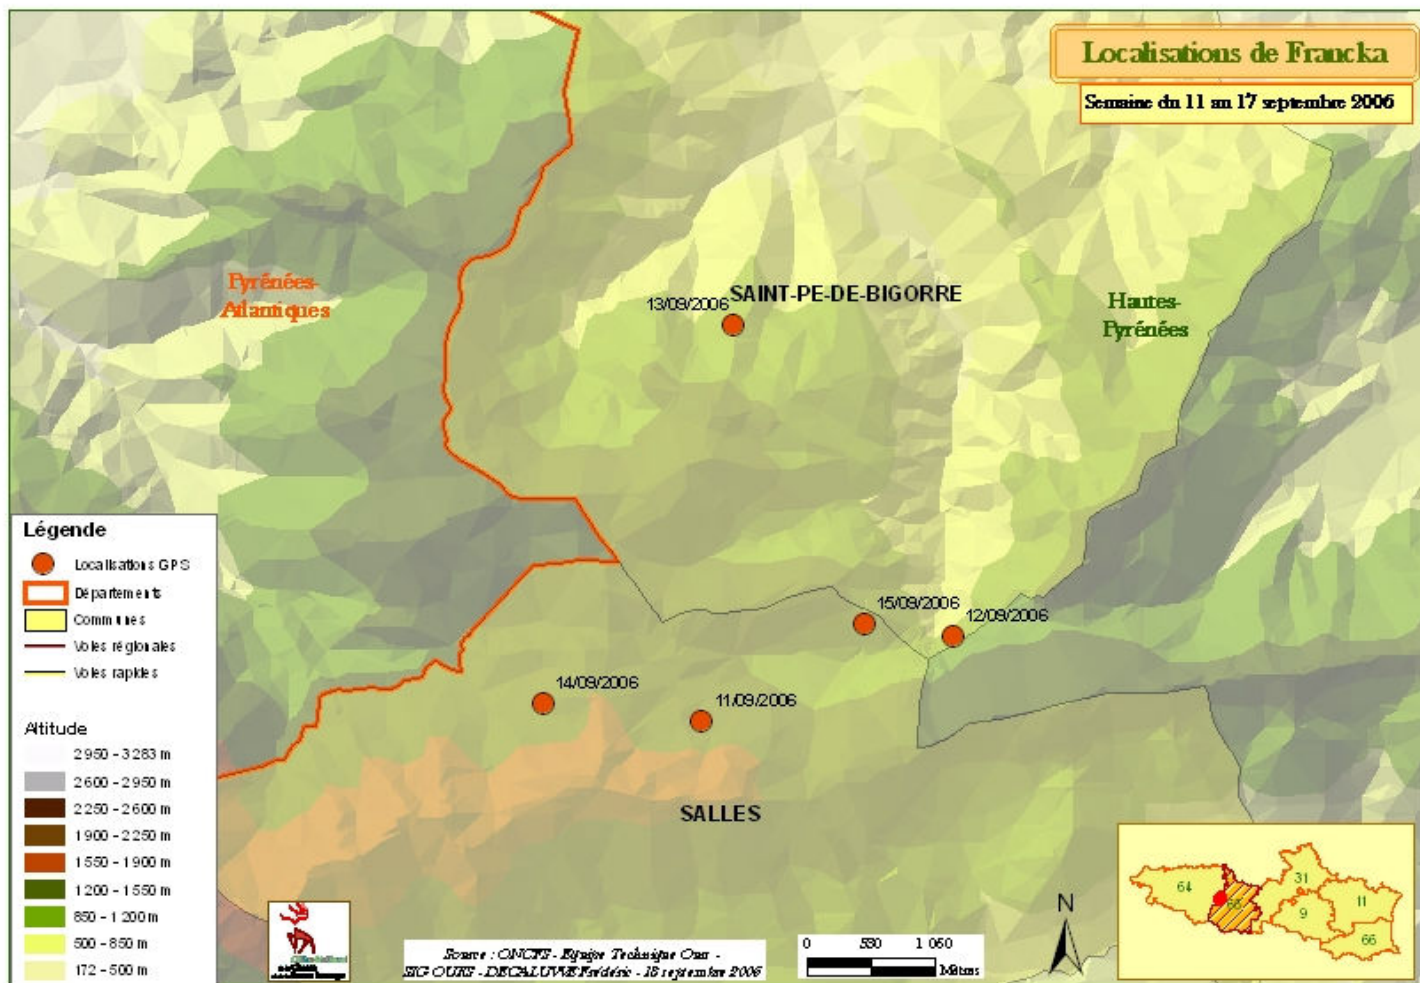 Localisations de Francka
Semaine du 11 au 17 septembre 2006
Pyrénées-
Atlantiques
13/09/2006
SAINT-PE-DE-BIGORRE
Hautes-
Pyrénées
15/09/2006
12/09/2006
14/09/2006
11/09/2006
SALLES
Légende
Localisations GPS
Départements
Communes
Voies régionales
Voies rapides
Altitude
2950 - 3283 m
2600 - 2950 m
2250 - 2600 m
1900 - 2250 m
1550 - 1900 m
1200 - 1550 m
850 - 1200 m
500 - 850 m
172 - 500 m
Source : ONCFS - Equipe Technique Ours -
SIG OURS - DECALUWE Frédéric - 18 septembre 2006
0 530 1 060
Mètres
N
64
65
31
9
11
66